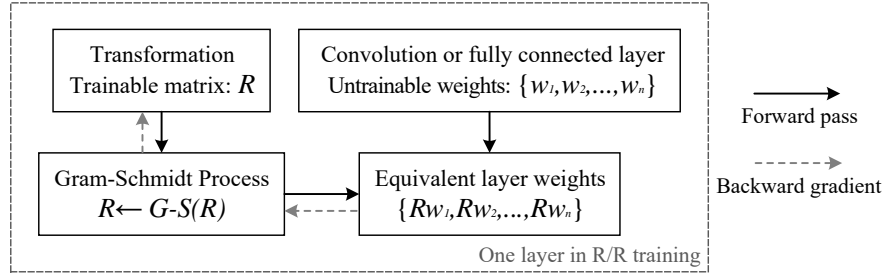 Transformation
Trainable matrix: R
Convolution or fully connected layer
Untrainable weights: {w₁,w₂,...,wₙ}
Forward pass
Gram-Schmidt Process
R← G-S(R)
Equivalent layer weights
{Rw₁,Rw₂,...,Rwₙ}
Backward gradient
One layer in R/R training